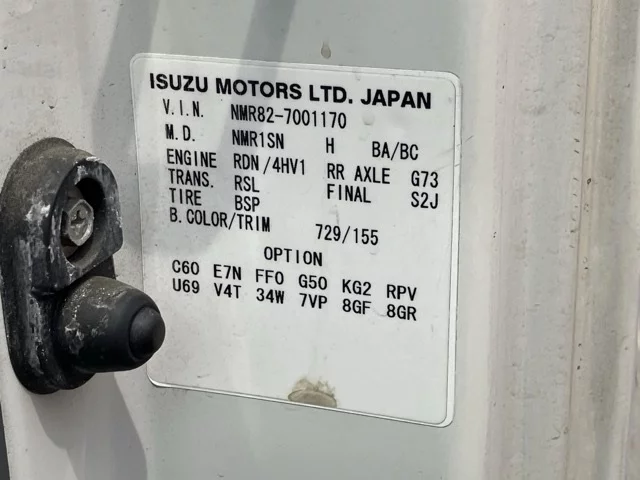 ISUZU MOTORS LTD. JAPAN
V.I.N. NMR82-7001170
M.D. NMR1SN H BA/BC
ENGINE RDN/4HV1 RR AXLE G73
TRANS. RSL FINAL S2J
TIRE BSP
B.COLOR/TRIM 729/155
OPTION
C60 E7N FF0 G50 KG2 RPV
U69 V4T 34W 7VP 8GF 8GR